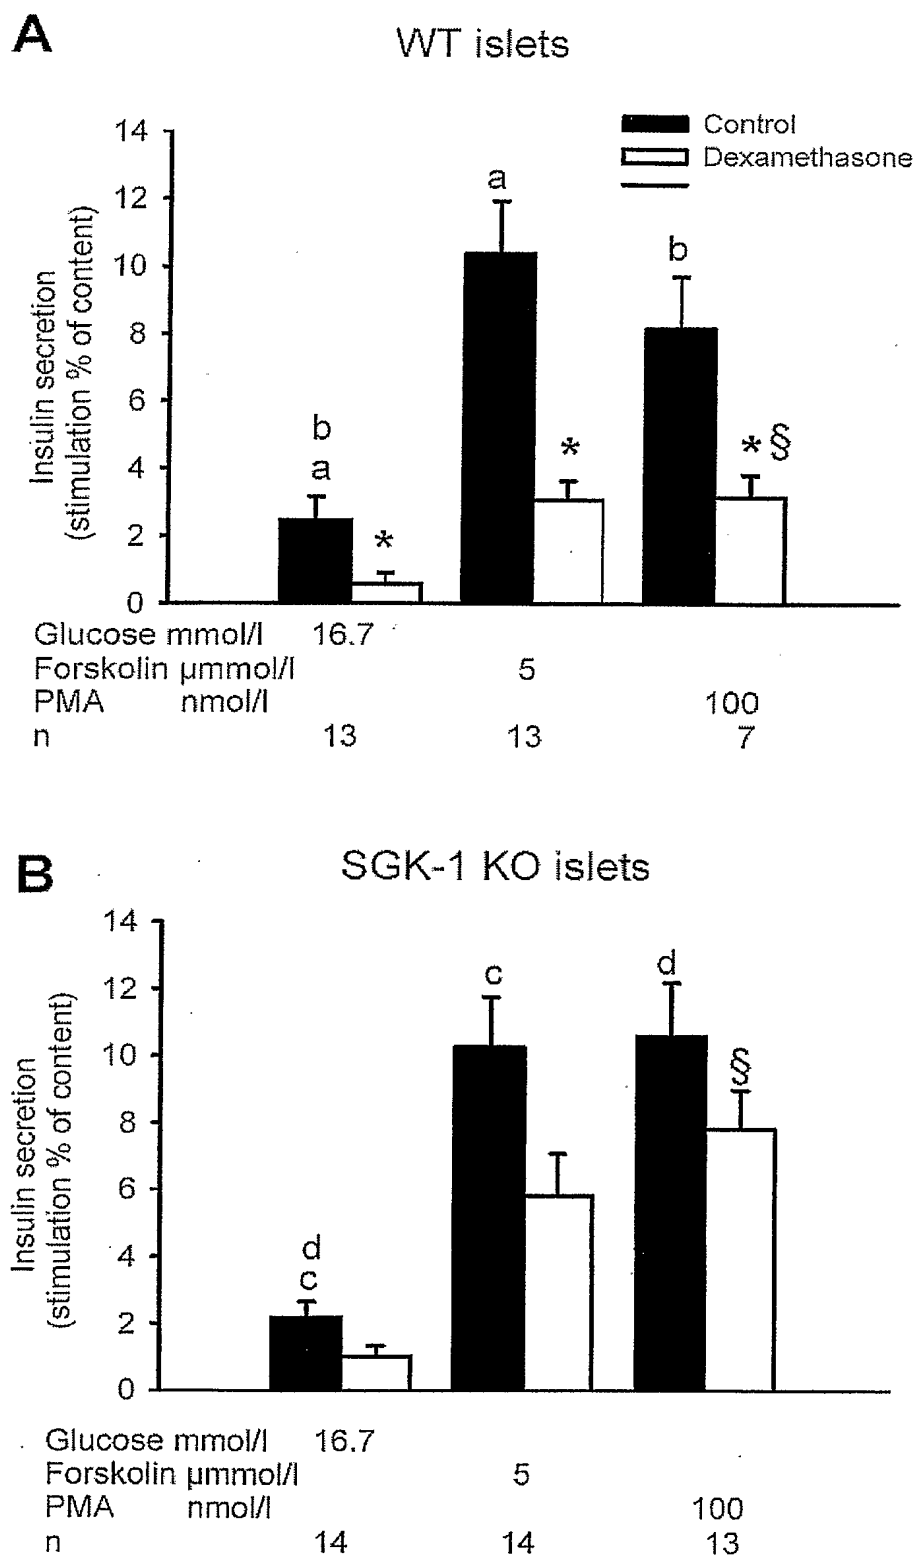 A
WT islets
Control
Dexamethasone
14
12
10
8
6
4
2
0
Insulin secretion
(stimulation % of content)
a
b
b
a
*
*
* §
Glucose mmol/l 16.7
Forskolin µmmol/l 5
PMA nmol/l 100
n 13 13 7
B
SGK-1 KO islets
14
12
10
8
6
4
2
0
Insulin secretion
(stimulation % of content)
c
d
§
d
c
Glucose mmol/l 16.7
Forskolin µmmol/l 5
PMA nmol/l 100
n 14 14 13